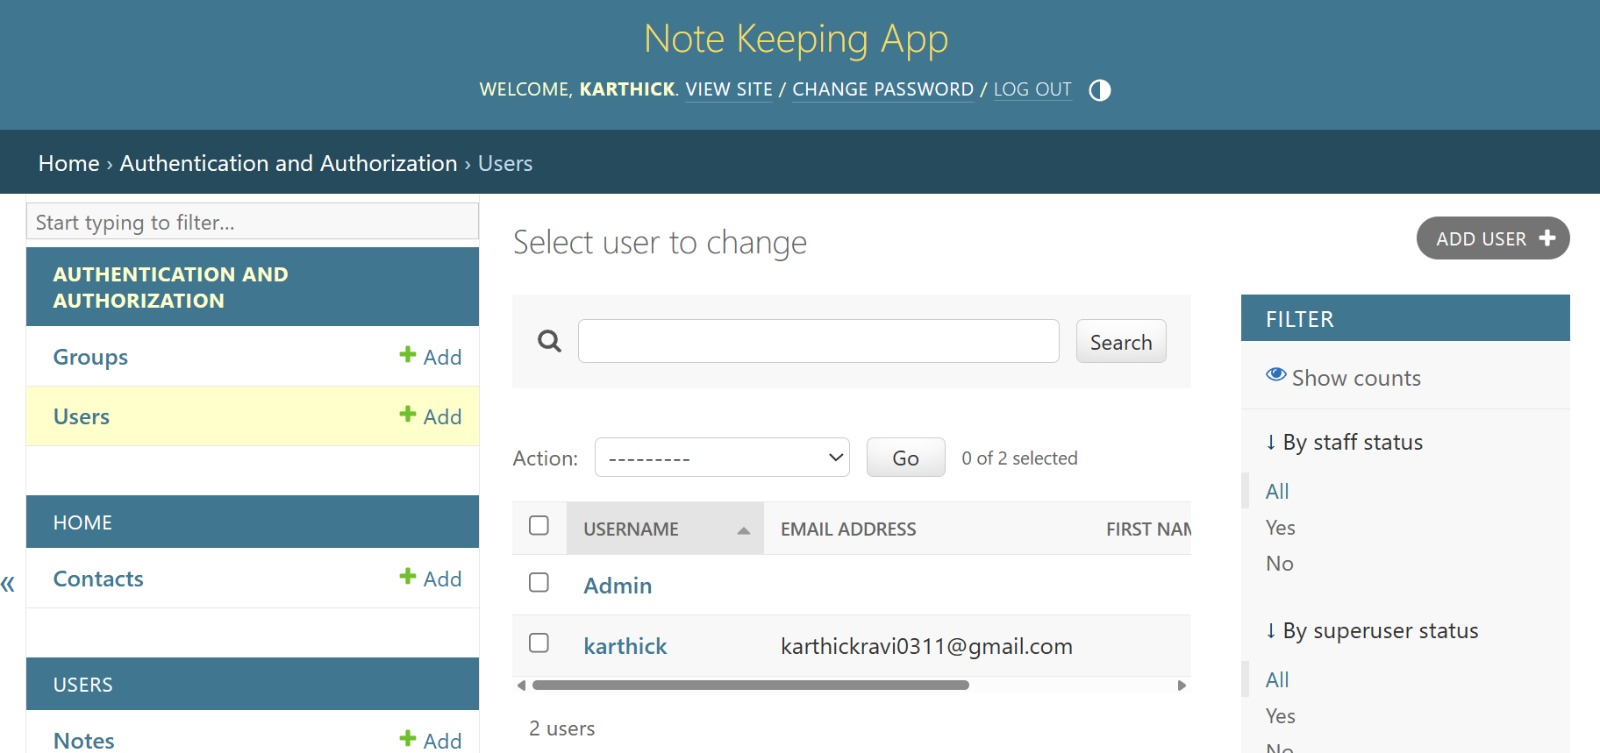 Note Keeping App
WELCOME, KARTHICK. VIEW SITE / CHANGE PASSWORD / LOG OUT
Home › Authentication and Authorization › Users
Start typing to filter...
AUTHENTICATION AND
AUTHORIZATION
Groups + Add
Users + Add
HOME
Contacts + Add
USERS
Notes + Add
«
Select user to change
ADD USER +
Search
Action: --------- Go 0 of 2 selected
USERNAME EMAIL ADDRESS FIRST NAM
Admin
karthick karthickravi0311@gmail.com
2 users
FILTER
Show counts
↓ By staff status
All
Yes
No
↓ By superuser status
All
Yes
No